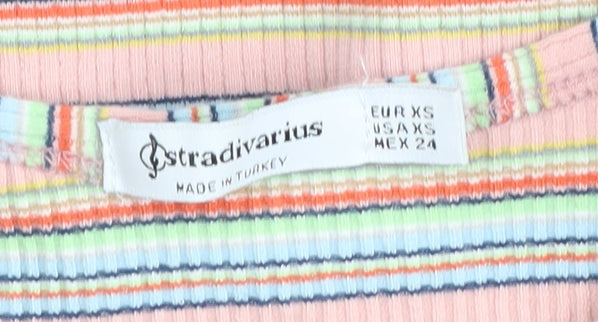 Stradivarius
MADE IN TURKEY
EUR XS
USA XS
MEX 24